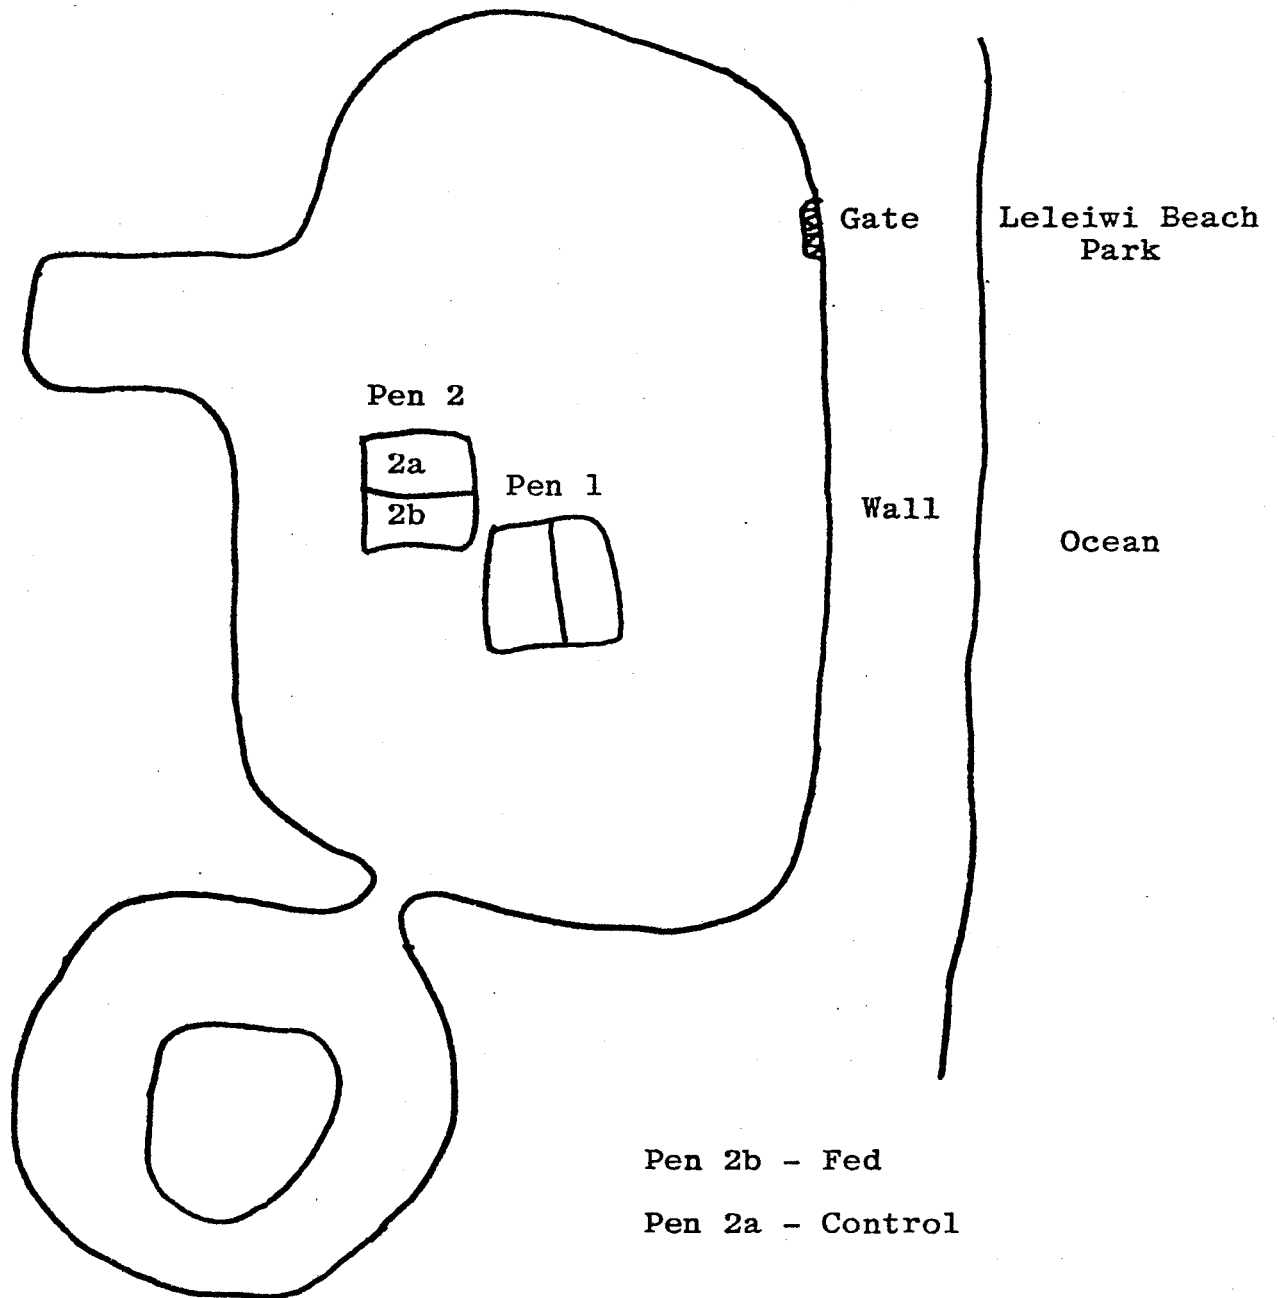 Gate
Leleiwi Beach
Park
Pen 2
2a
Pen 1
2b
Wall
Ocean
Pen 2b - Fed
Pen 2a - Control